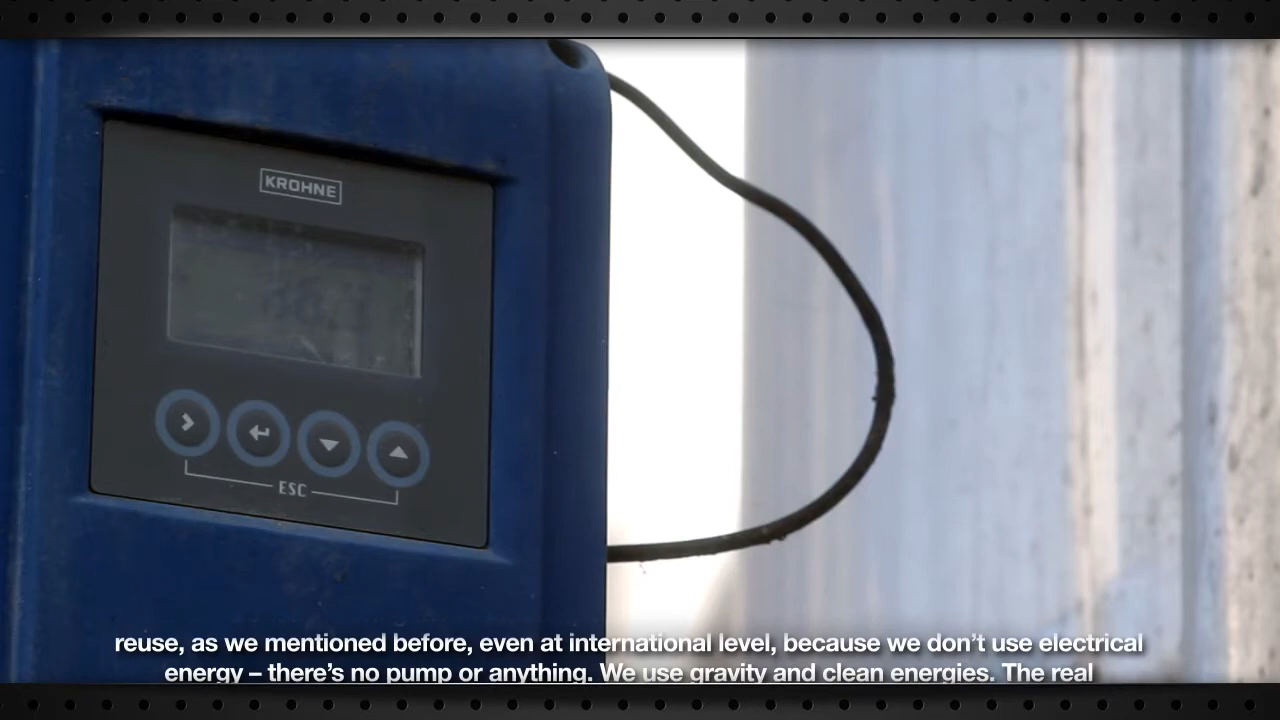 KROHNE
ESC
reuse, as we mentioned before, even at international level, because we don't use electrical
energy – there's no pump or anything. We use gravity and clean energies. The real